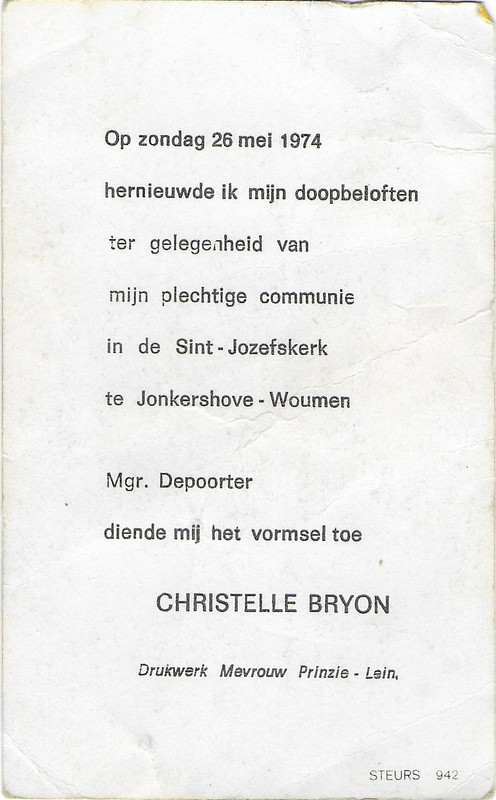 Op zondag 26 mei 1974
hernieuwde ik mijn doopbeloften
ter gelegenheid van
mijn plechtige communie
in de Sint-Jozefskerk
te Jonkershove-Woumen
Mgr. Depoorter
diende mij het vormsel toe
CHRISTELLE BRYON
Drukwerk Mevrouw Prinzie - Lein.
STEURS 942